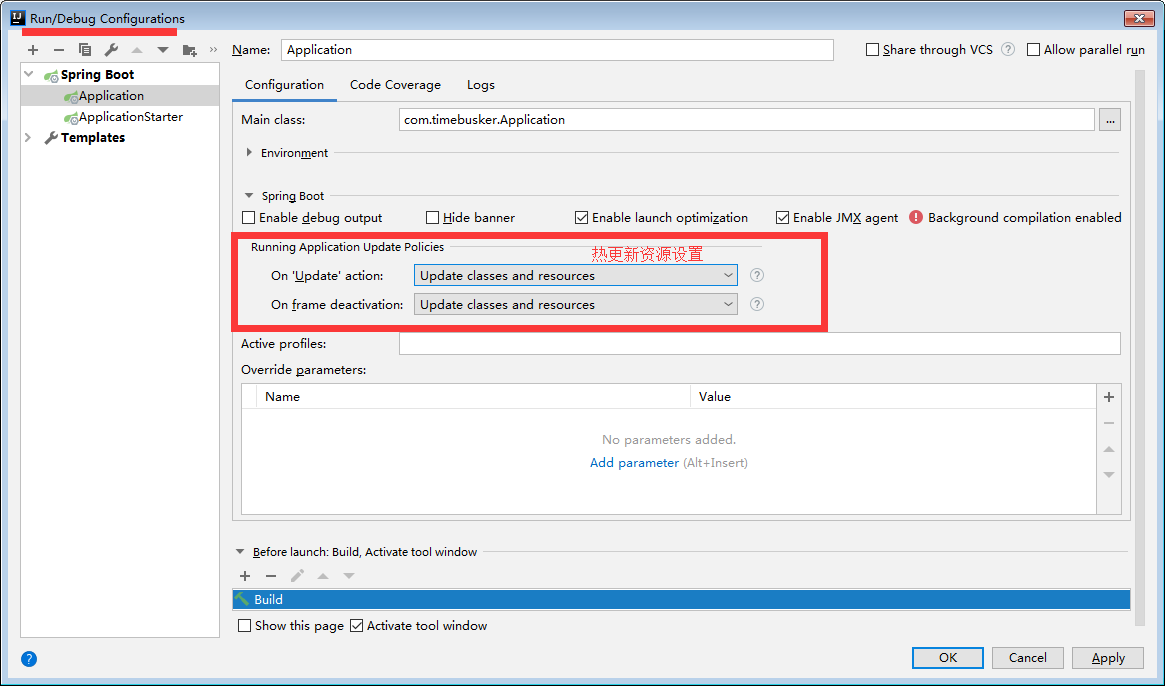 Run/Debug Configurations
Name: Application
Share through VCS ?
Allow parallel run
Spring Boot
Application
ApplicationStarter
Templates
Configuration Code Coverage Logs
Main class: com.timebusker.Application ...
Environment
Spring Boot
Enable debug output Hide banner Enable launch optimization Enable JMX agent Background compilation enabled
Running Application Update Policies
热更新资源设置
On 'Update' action: Update classes and resources ?
On frame deactivation: Update classes and resources ?
Active profiles:
Override parameters:
Name Value
No parameters added.
Add parameter (Alt+Insert)
Before launch: Build, Activate tool window
Build
Show this page Activate tool window
? OK Cancel Apply